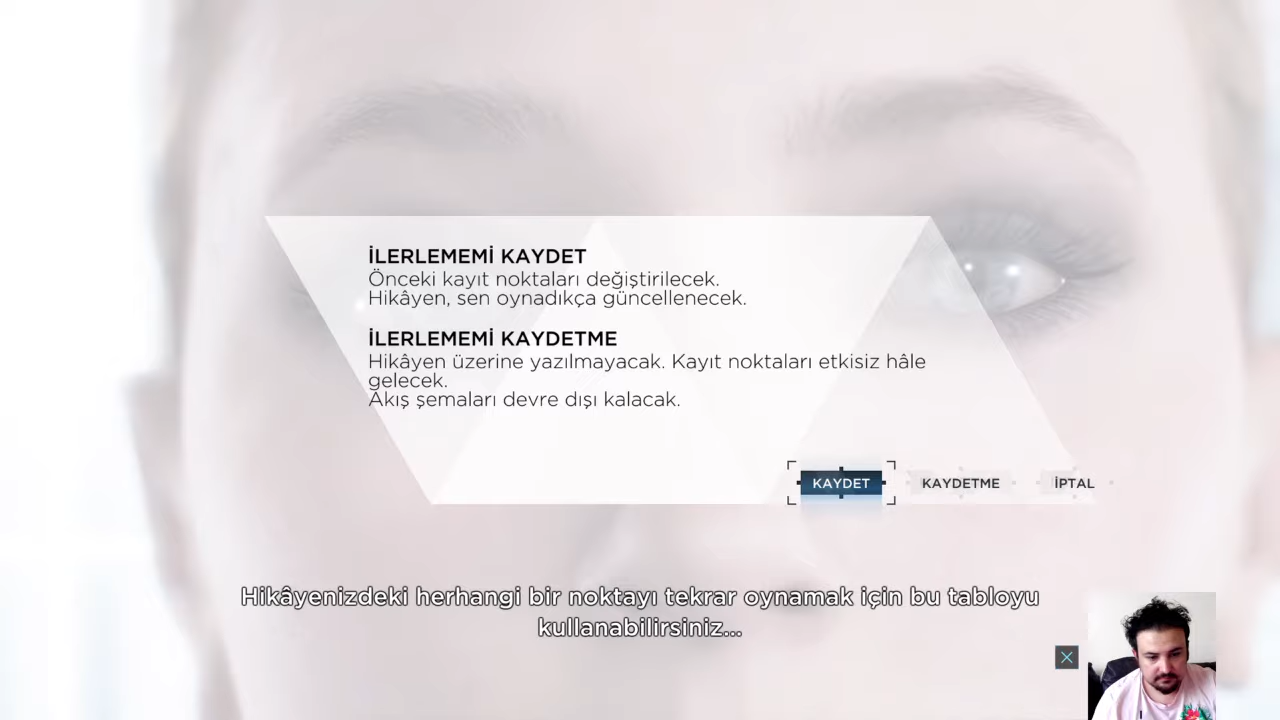 İLERLEMEMİ KAYDET
Önceki kayıt noktaları değiştirilecek.
Hikâyen, sen oynadıkça güncellenecek.
İLERLEMEMİ KAYDETME
Hikâyen üzerine yazılmayacak. Kayıt noktaları etkisiz hâle
gelecek.
Akış şemaları devre dışı kalacak.
KAYDET KAYDETME İPTAL
Hikâyenizdeki herhangi bir noktayı tekrar oynamak için bu tabloyu
kullanabilirsiniz...